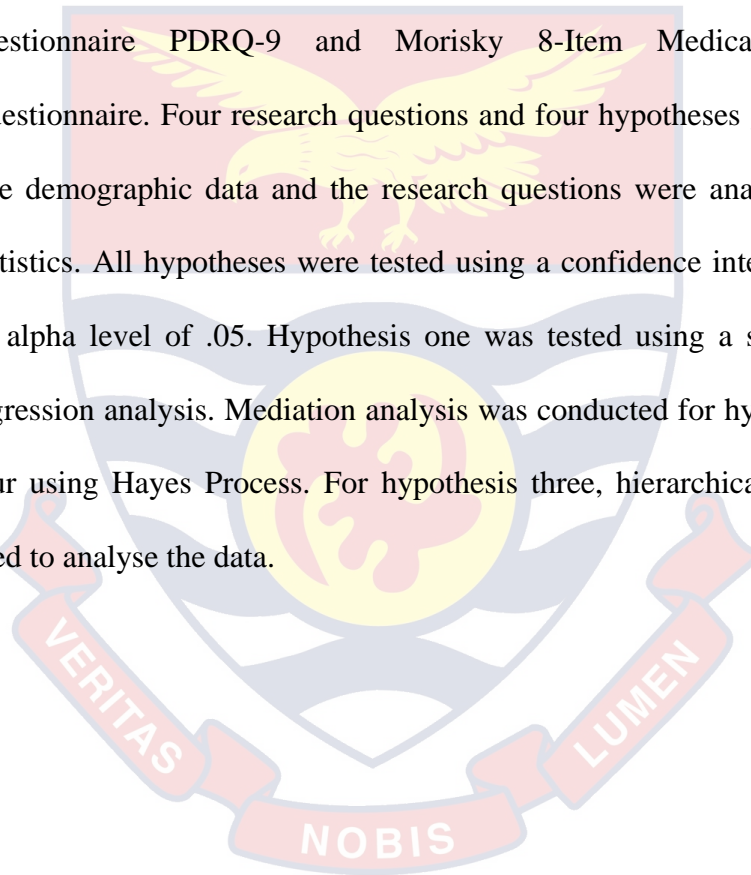 estionnaire PDRQ-9 and Morisky 8-Item Medica
estionnaire. Four research questions and four hypotheses
e demographic data and the research questions were ana
tistics. All hypotheses were tested using a confidence inte
alpha level of .05. Hypothesis one was tested using a s
gression analysis. Mediation analysis was conducted for hy
ur using Hayes Process. For hypothesis three, hierarchica
ed to analyse the data.
VERITAS
NOBIS
LUMEN